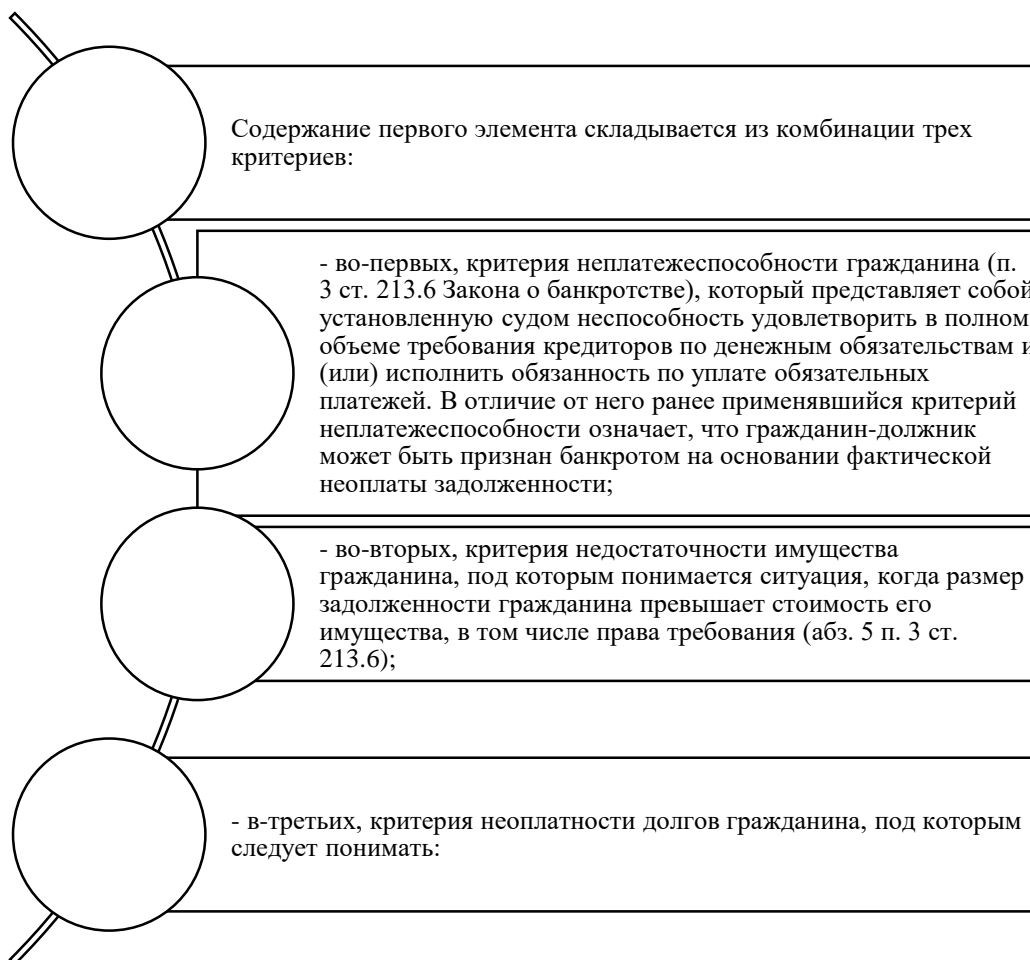 Содержание первого элемента складывается из комбинации трех
критериев:
- во-первых, критерия неплатежеспособности гражданина (п.
3 ст. 213.6 Закона о банкротстве), который представляет собой
установленную судом неспособность удовлетворить в полном
объеме требования кредиторов по денежным обязательствам и
(или) исполнить обязанность по уплате обязательных
платежей. В отличие от него ранее применявшийся критерий
неплатежеспособности означает, что гражданин-должник
может быть признан банкротом на основании фактической
неоплаты задолженности;
- во-вторых, критерия недостаточности имущества
гражданина, под которым понимается ситуация, когда размер
задолженности гражданина превышает стоимость его
имущества, в том числе права требования (абз. 5 п. 3 ст.
213.6);
- в-третьих, критерия неоплатности долгов гражданина, под которым
следует понимать: